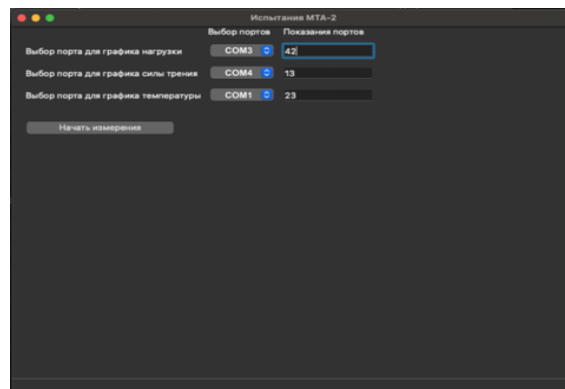 Испытания МТА-2
Выбор портов Показания портов
Выбор порта для графика нагрузки COM3 42
Выбор порта для графика силы трения COM4 13
Выбор порта для графика температуры COM1 23
Начать измерения